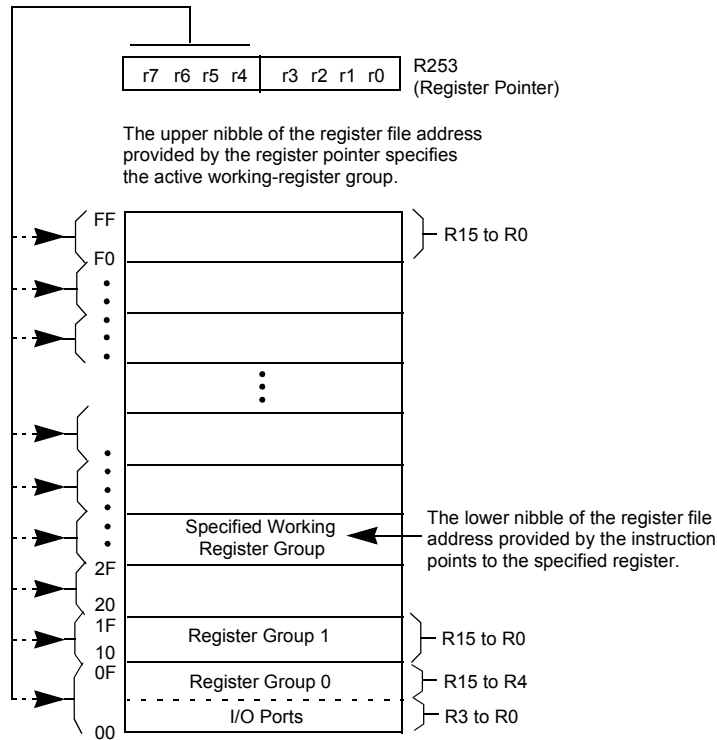 r7 r6 r5 r4 r3 r2 r1 r0
R253
(Register Pointer)
The upper nibble of the register file address
provided by the register pointer specifies
the active working-register group.
FF
R15 to R0
F0
Specified Working
Register Group
The lower nibble of the register file
address provided by the instruction
points to the specified register.
2F
20
1F
Register Group 1
R15 to R0
10
0F
Register Group 0
R15 to R4
I/O Ports
R3 to R0
00